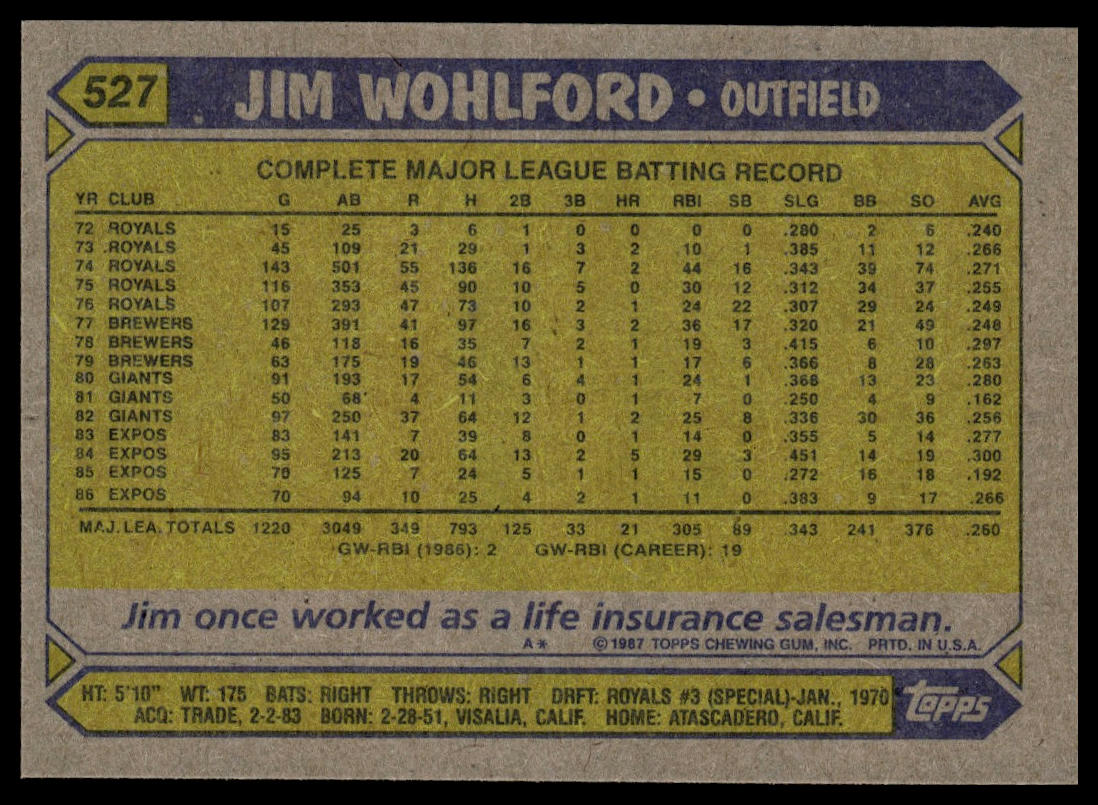 527 JIM WOHLFORD • OUTFIELD
COMPLETE MAJOR LEAGUE BATTING RECORD
YR CLUB G AB R H 2B 3B HR RBI SB SLG BB SO AVG
72 ROYALS 15 25 3 6 1 0 0 0 0 .280 2 6 .240
73 ROYALS 45 109 21 29 1 3 2 10 1 .385 11 12 .266
74 ROYALS 143 501 55 136 16 7 2 44 16 .343 39 74 .271
75 ROYALS 116 353 45 90 10 5 0 30 12 .312 34 37 .255
76 ROYALS 107 293 47 73 10 2 1 24 22 .307 29 24 .249
77 BREWERS 129 391 41 97 16 3 2 36 17 .320 21 49 .248
78 BREWERS 46 118 16 35 7 2 1 19 3 .415 6 10 .297
79 BREWERS 63 175 19 46 13 1 1 17 6 .366 8 28 .263
80 GIANTS 91 193 17 54 6 4 1 24 1 .368 13 23 .280
81 GIANTS 50 68 4 11 3 0 1 7 0 .250 4 9 .162
82 GIANTS 97 250 37 64 12 1 2 25 8 .336 30 36 .256
83 EXPOS 83 141 7 39 8 0 1 14 0 .355 5 14 .277
84 EXPOS 95 213 20 64 13 2 5 29 3 .451 14 19 .300
85 EXPOS 70 125 7 24 5 1 1 15 0 .272 16 18 .192
86 EXPOS 70 94 10 25 4 2 1 11 0 .383 9 17 .266
MAJ. LEA. TOTALS 1220 3049 349 793 125 33 21 305 89 .343 241 376 .260
GW-RBI (1986): 2 GW-RBI (CAREER): 19
Jim once worked as a life insurance salesman.
A* © 1987 TOPPS CHEWING GUM, INC. PRTD. IN U.S.A.
HT: 5'10" WT: 175 BATS: RIGHT THROWS: RIGHT DRFT: ROYALS #3 (SPECIAL)-JAN., 1970
ACQ: TRADE, 2-2-83 BORN: 2-28-51, VISALIA, CALIF. HOME: ATASCADERO, CALIF.
topps